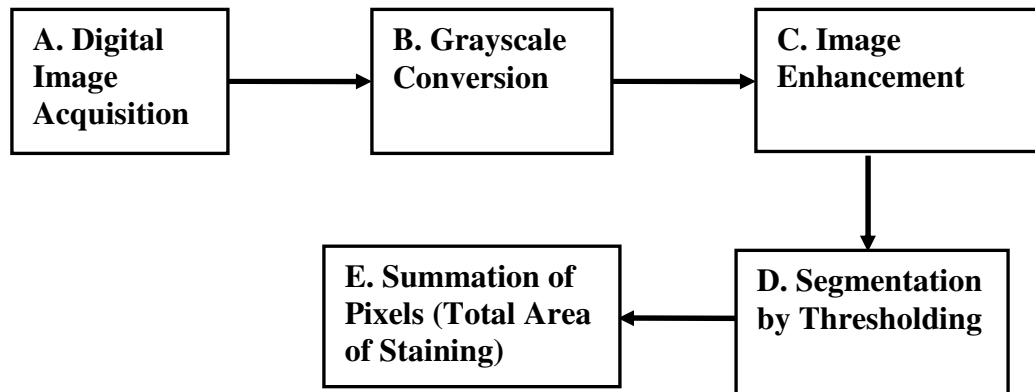 A. Digital
Image
Acquisition
B. Grayscale
Conversion
C. Image
Enhancement
D. Segmentation
by Thresholding
E. Summation of
Pixels (Total Area
of Staining)